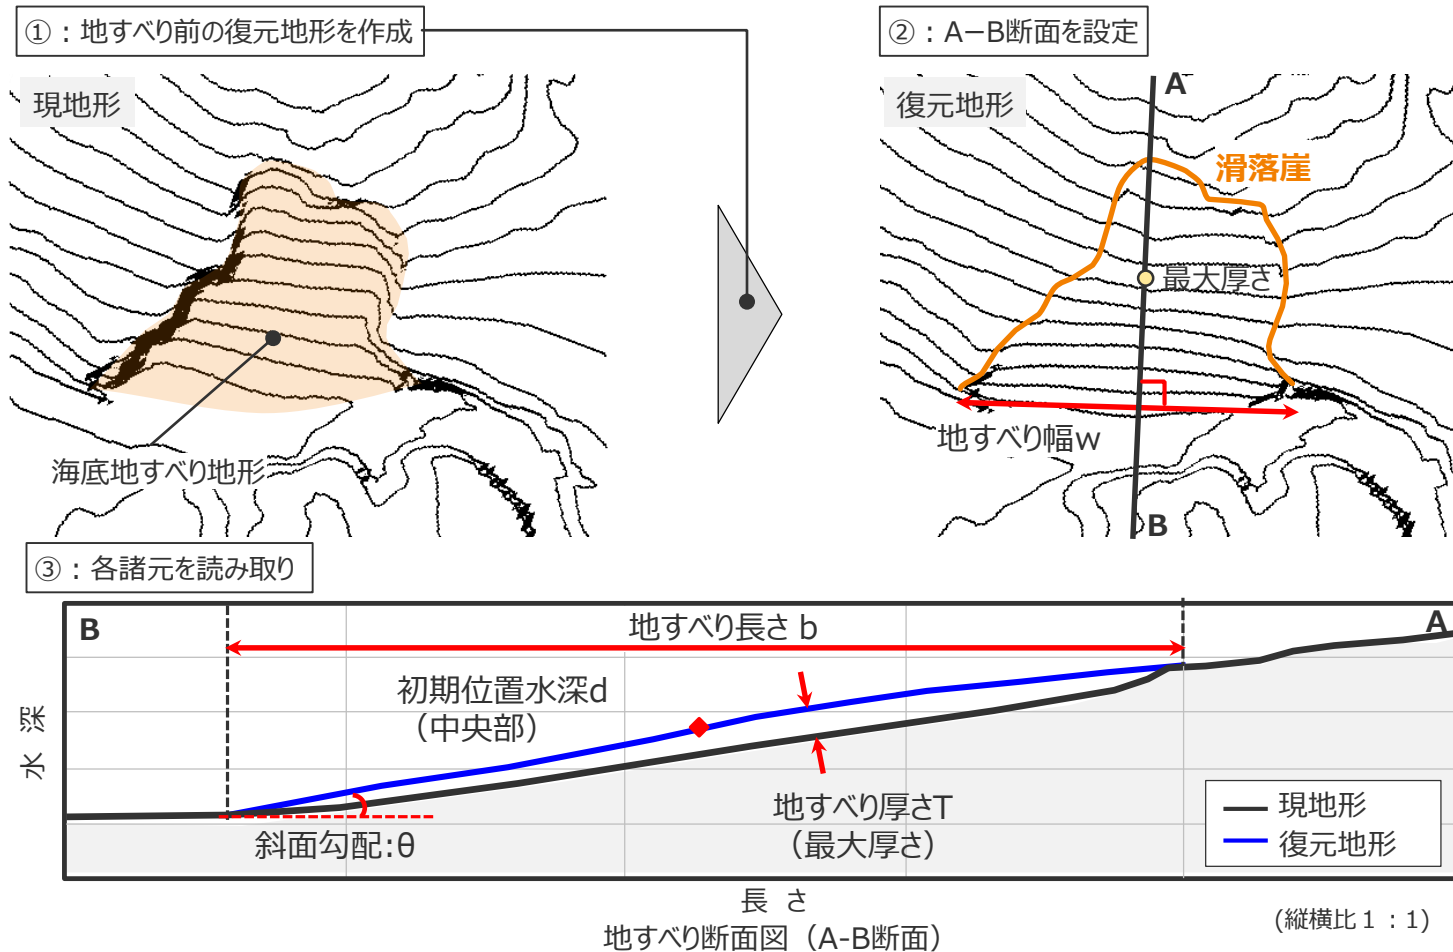 ①：地すべり前の復元地形を作成
現地形
海底地すべり地形
②：A−B断面を設定
A
復元地形
滑落崖
最大厚さ
地すべり幅w
B
③：各諸元を読み取り
B
A
地すべり長さ b
初期位置水深d
（中央部）
水 深
地すべり厚さT
（最大厚さ）
斜面勾配:θ
現地形
復元地形
長 さ
地すべり断面図（A-B断面）
(縦横比１：1)